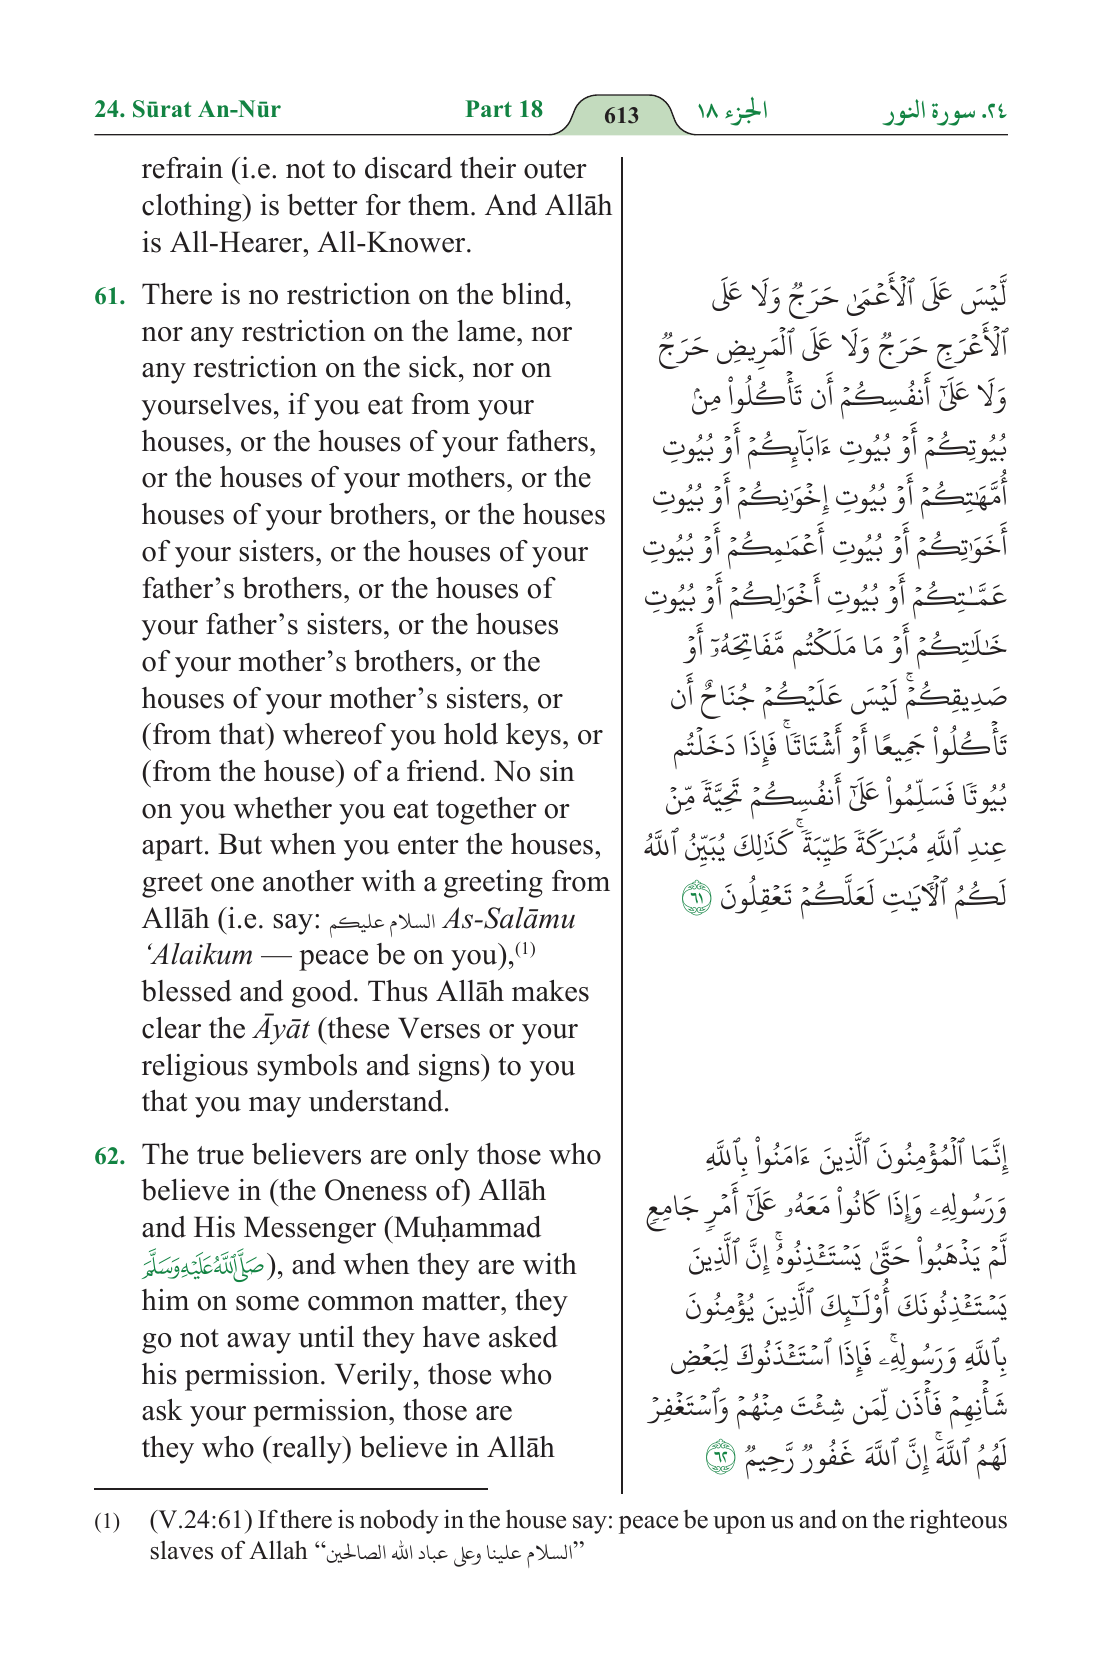 24. Sūrat An-Nūr Part 18 613 الجزء ١٨ ٢٤. سورة النور
refrain (i.e. not to discard their outer
clothing) is better for them. And Allāh
is All-Hearer, All-Knower.
61. There is no restriction on the blind,
nor any restriction on the lame, nor
any restriction on the sick, nor on
yourselves, if you eat from your
houses, or the houses of your fathers,
or the houses of your mothers, or the
houses of your brothers, or the houses
of your sisters, or the houses of your
father’s brothers, or the houses of
your father’s sisters, or the houses
of your mother’s brothers, or the
houses of your mother’s sisters, or
(from that) whereof you hold keys, or
(from the house) of a friend. No sin
on you whether you eat together or
apart. But when you enter the houses,
greet one another with a greeting from
Allāh (i.e. say: السلام عليكم As-Salāmu
‘Alaikum — peace be on you),(1)
blessed and good. Thus Allāh makes
clear the Āyāt (these Verses or your
religious symbols and signs) to you
that you may understand.
لَّيْسَ عَلَى ٱلْأَعْمَىٰ حَرَجٌ وَلَا عَلَى
ٱلْأَعْرَجِ حَرَجٌ وَلَا عَلَى ٱلْمَرِيضِ حَرَجٌ
وَلَا عَلَىٰٓ أَنفُسِكُمْ أَن تَأْكُلُوا۟ مِنۢ
بُيُوتِكُمْ أَوْ بُيُوتِ ءَابَآئِكُمْ أَوْ بُيُوتِ
أُمَّهَٰتِكُمْ أَوْ بُيُوتِ إِخْوَٰنِكُمْ أَوْ بُيُوتِ
أَخَوَٰتِكُمْ أَوْ بُيُوتِ أَعْمَٰمِكُمْ أَوْ بُيُوتِ
عَمَّٰتِكُمْ أَوْ بُيُوتِ أَخْوَٰلِكُمْ أَوْ بُيُوتِ
خَٰلَٰتِكُمْ أَوْ مَا مَلَكْتُم مَّفَاتِحَهُۥٓ أَوْ
صَدِيقِكُمْ ۚ لَيْسَ عَلَيْكُمْ جُنَاحٌ أَن
تَأْكُلُوا۟ جَمِيعًا أَوْ أَشْتَاتًا ۚ فَإِذَا دَخَلْتُم
بُيُوتًا فَسَلِّمُوا۟ عَلَىٰٓ أَنفُسِكُمْ تَحِيَّةً مِّنْ
عِندِ ٱللَّهِ مُبَٰرَكَةً طَيِّبَةً ۚ كَذَٰلِكَ يُبَيِّنُ ٱللَّهُ
لَكُمُ ٱلْـَٔايَٰتِ لَعَلَّكُمْ تَعْقِلُونَ ٦١
62. The true believers are only those who
believe in (the Oneness of) Allāh
and His Messenger (Muḥammad
صَلَّى ٱللَّهُ عَلَيْهِ وَسَلَّمَ), and when they are with
him on some common matter, they
go not away until they have asked
his permission. Verily, those who
ask your permission, those are
they who (really) believe in Allāh
إِنَّمَا ٱلْمُؤْمِنُونَ ٱلَّذِينَ ءَامَنُوا۟ بِٱللَّهِ
وَرَسُولِهِۦ وَإِذَا كَانُوا۟ مَعَهُۥ عَلَىٰٓ أَمْرٍ جَامِعٍ
لَّمْ يَذْهَبُوا۟ حَتَّىٰ يَسْتَـْٔذِنُوهُ ۚ إِنَّ ٱلَّذِينَ
يَسْتَـْٔذِنُونَكَ أُو۟لَٰٓئِكَ ٱلَّذِينَ يُؤْمِنُونَ
بِٱللَّهِ وَرَسُولِهِۦ ۚ فَإِذَا ٱسْتَـْٔذَنُوكَ لِبَعْضِ
شَأْنِهِمْ فَأْذَن لِّمَن شِئْتَ مِنْهُمْ وَٱسْتَغْفِرْ
لَهُمُ ٱللَّهَ ۚ إِنَّ ٱللَّهَ غَفُورٌ رَّحِيمٌ ٦٢
(1) (V.24:61) If there is nobody in the house say: peace be upon us and on the righteous
slaves of Allah “السلام علينا وعلى عباد الله الصالحين”